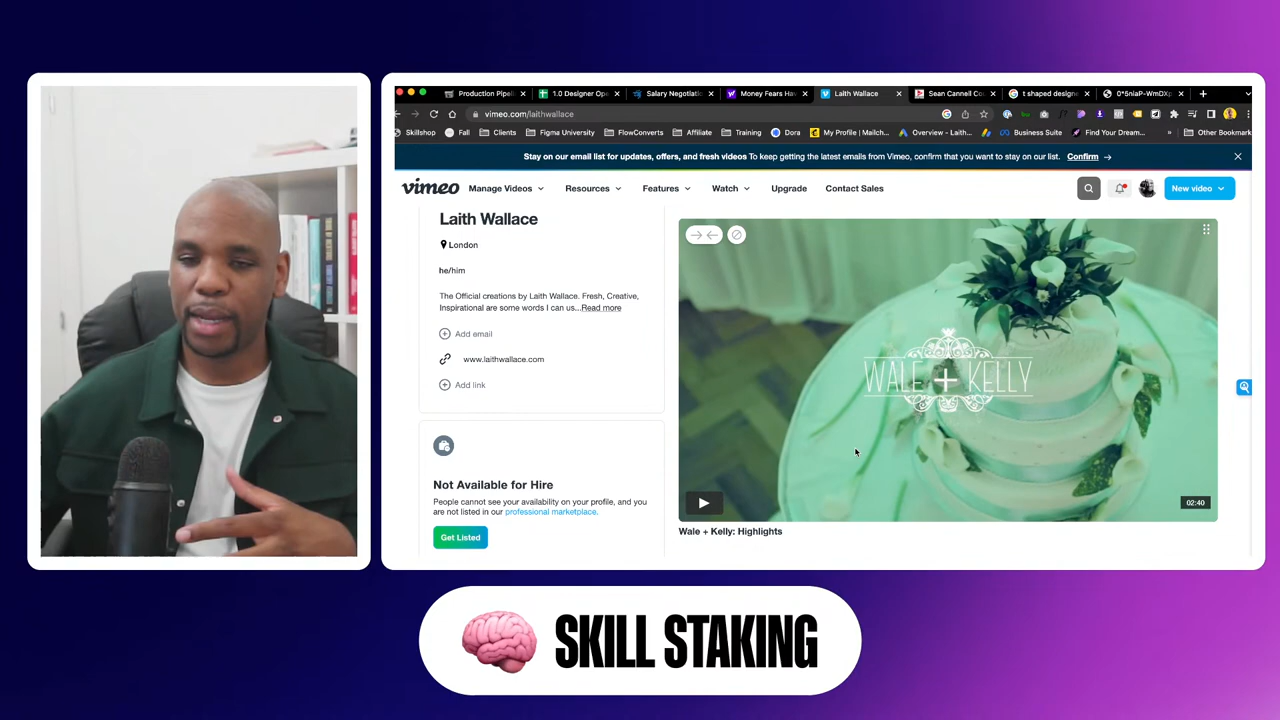 Production Pipeli
1.0 Designer Ope
Salary Negotiatio
Money Fears Hav
Laith Wallace
Sean Cannell Cou
t shaped designe
0*5niaP-WmDXp
vimeo.com/laithwallace
Skillshop
Fall
Clients
Figma University
FlowConverts
Affiliate
Training
Dora
My Profile | Mailch...
Overview - Laith...
Business Suite
Find Your Dream...
»
Other Bookmark
Stay on our email list for updates, offers, and fresh videos To keep getting the latest emails from Vimeo, confirm that you want to stay on our list. Confirm →
vimeo
Manage Videos
Resources
Features
Watch
Upgrade
Contact Sales
New video
Laith Wallace
London
he/him
The Official creations by Laith Wallace. Fresh, Creative,
Inspirational are some words I can us...Read more
Add email
www.laithwallace.com
Add link
Not Available for Hire
People cannot see your availability on your profile, and you
are not listed in our professional marketplace.
Get Listed
WALE + KELLY
02:40
Wale + Kelly: Highlights
SKILL STAKING